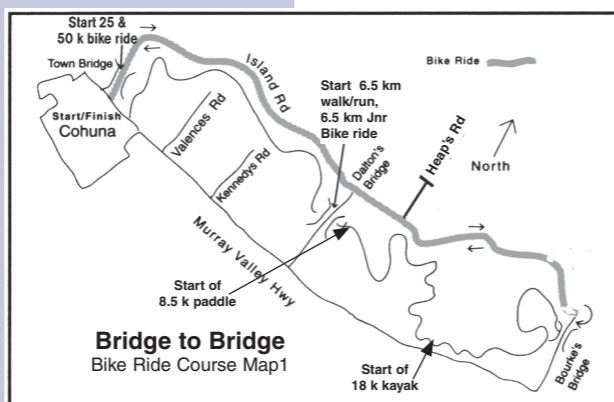 Start 25 &
50 k bike ride
Town Bridge
Start/Finish
Cohuna
Island Rd
Bike Ride
Start 6.5 km
walk/run,
6.5 km Jnr
Bike ride
Valences Rd
Kennedys Rd
Dalton's
Bridge
Heap's Rd
North
Murray Valley Hwy
Start of
8.5 k paddle
Bridge to Bridge
Bike Ride Course Map1
Start of
18 k kayak
Bourke's
Bridge